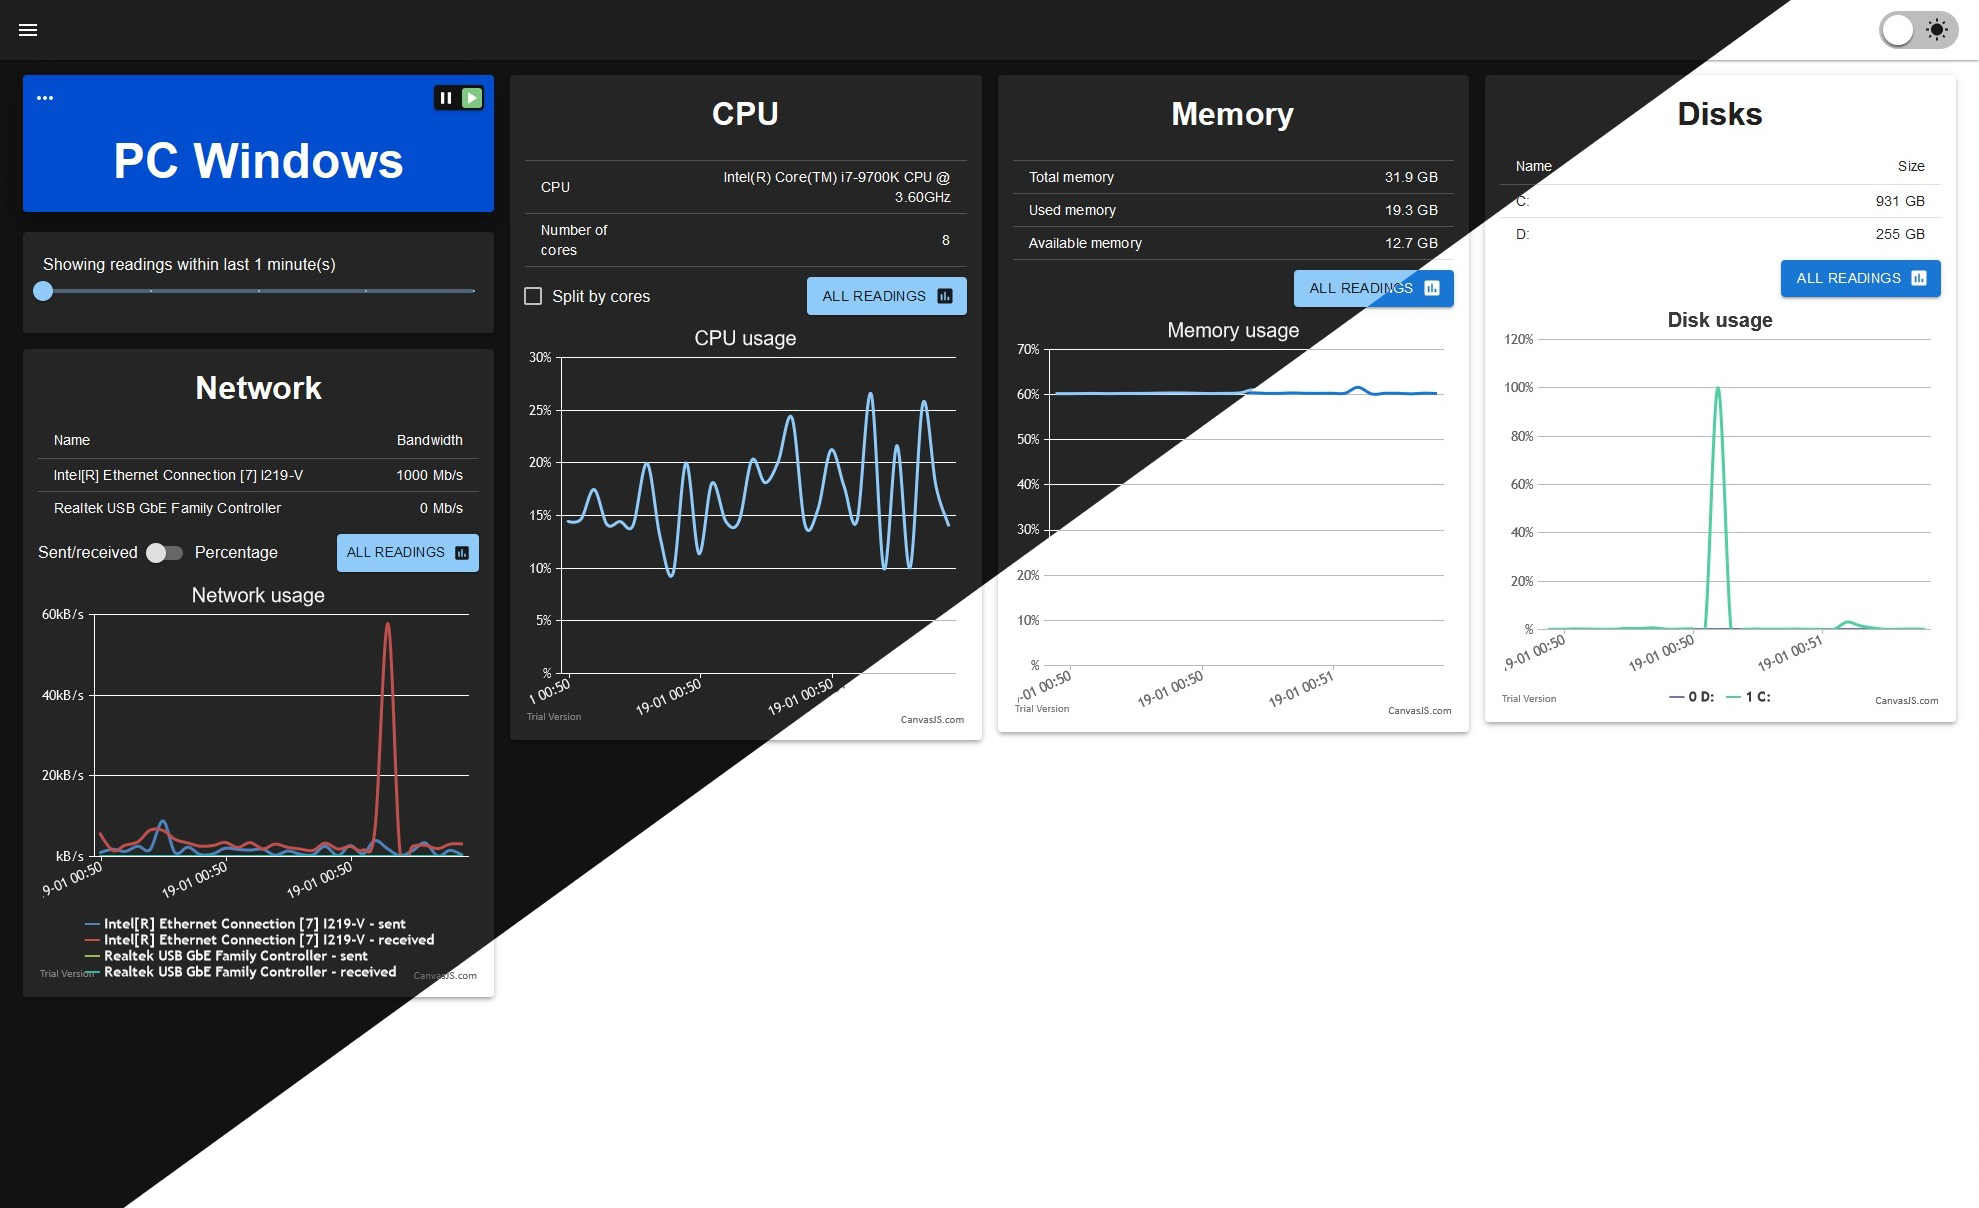 PC Windows
Showing readings within last 1 minute(s)
Network
Name Bandwidth
Intel[R] Ethernet Connection [7] I219-V 1000 Mb/s
Realtek USB GbE Family Controller 0 Mb/s
Sent/received Percentage ALL READINGS
Network usage
60kB/s
40kB/s
20kB/s
kB/s
9-01 00:50 19-01 00:50 19-01 00:50
Intel[R] Ethernet Connection [7] I219-V - sent
Intel[R] Ethernet Connection [7] I219-V - received
Realtek USB GbE Family Controller - sent
Realtek USB GbE Family Controller - received
Trial Version CanvasJS.com
CPU
CPU Intel(R) Core(TM) i7-9700K CPU @
3.60GHz
Number of
cores 8
Split by cores ALL READINGS
CPU usage
30%
25%
20%
15%
10%
5%
%
1 00:50 19-01 00:50 19-01 00:50
Trial Version CanvasJS.com
Memory
Total memory 31.9 GB
Used memory 19.3 GB
Available memory 12.7 GB
ALL READINGS
Memory usage
70%
60%
50%
40%
30%
20%
10%
%
-01 00:50 19-01 00:50 19-01 00:51
Trial Version CanvasJS.com
Disks
Name Size
C: 931 GB
D: 255 GB
ALL READINGS
Disk usage
120%
100%
80%
60%
40%
20%
%
9-01 00:50 19-01 00:50 19-01 00:51
0 D: 1 C:
Trial Version CanvasJS.com